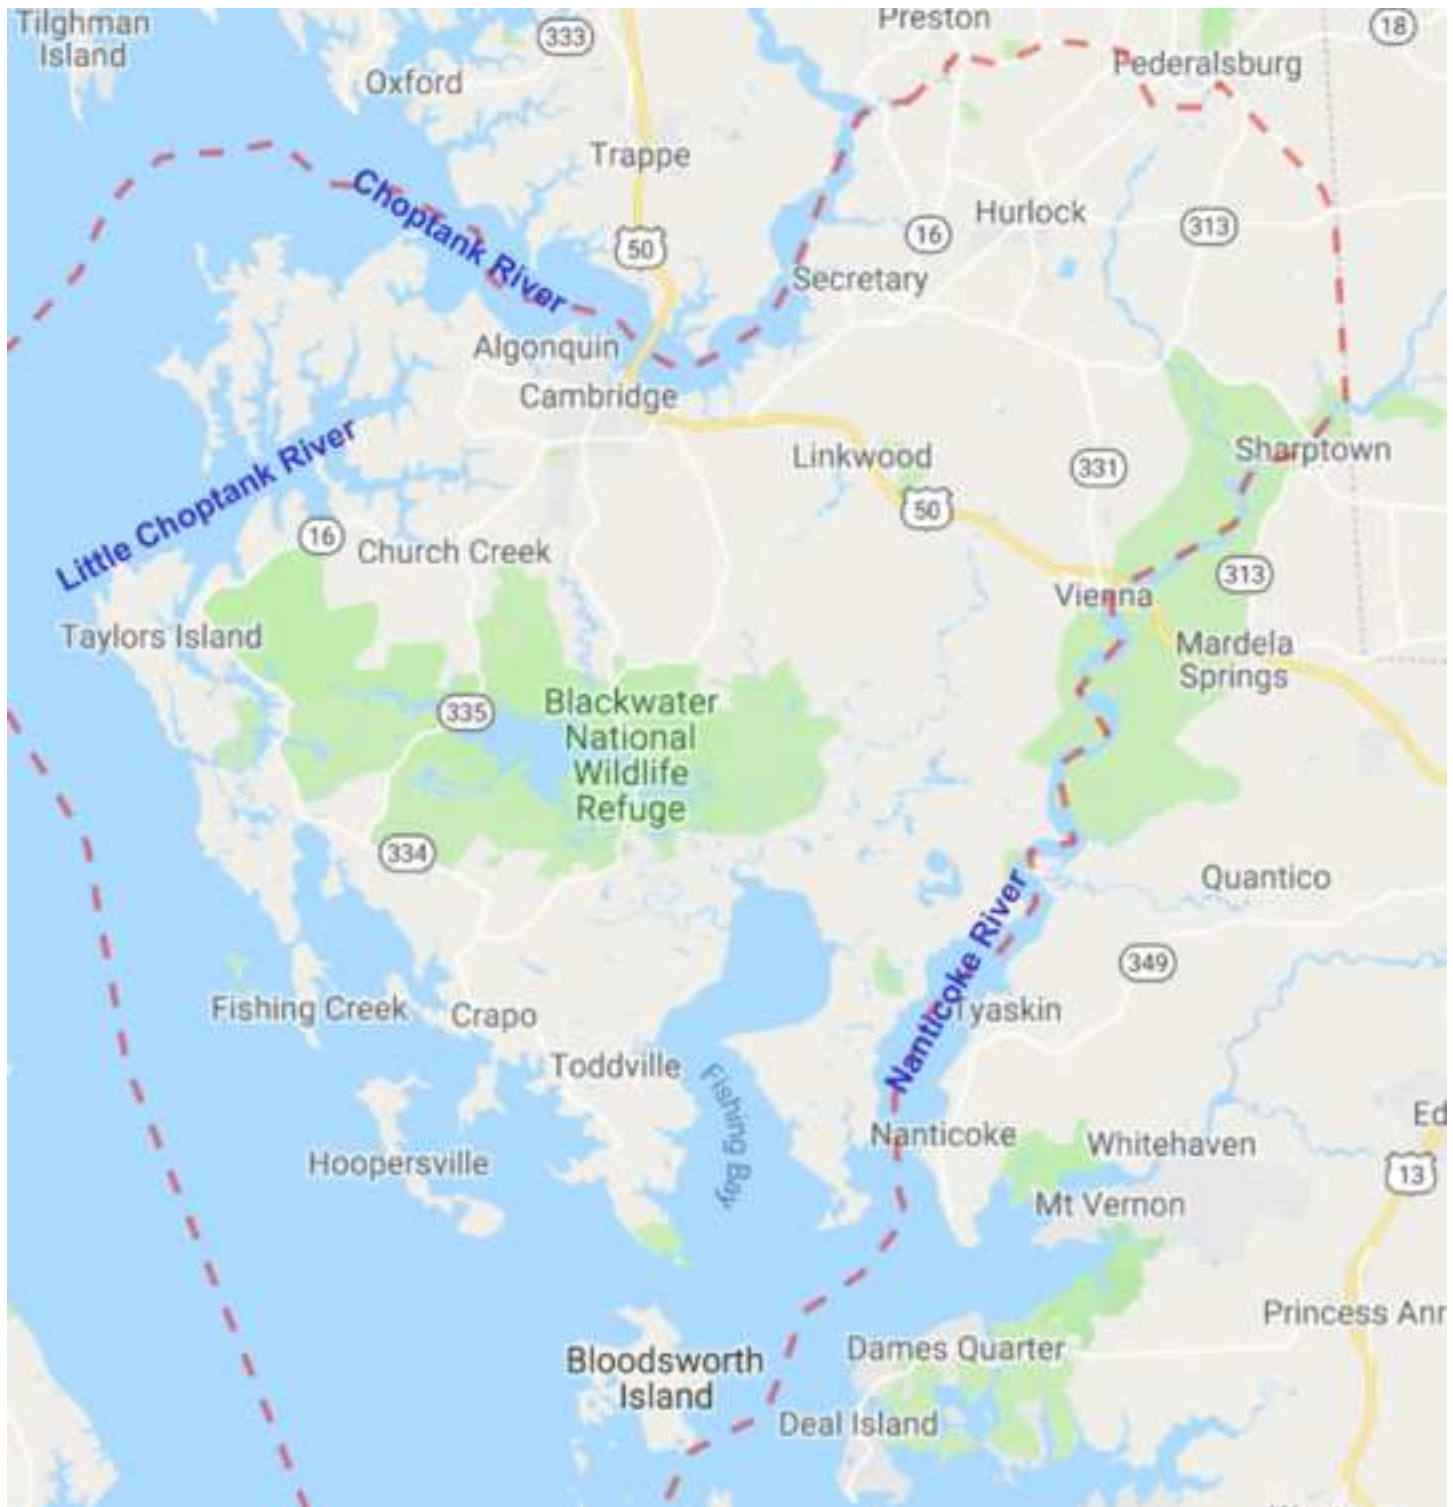 Tilghman
Island
333
Preston
18
Oxford
Pederalsburg
Trappe
Choptank River
Hurlock
16
313
50
Secretary
Algonquin
Cambridge
Little Choptank River
Linkwood
331
Sharptown
50
16
Church Creek
313
Vienna
Taylors Island
Mardela
Springs
335
Blackwater
National
Wildlife
Refuge
334
Quantico
Nanticoke River
349
Fishing Creek
Crapo
Tyaskin
Toddville
Fishing Bay
Ed
Nanticoke
Whitehaven
Hoopersville
13
Mt Vernon
Princess Anr
Bloodsworth
Island
Dames Quarter
Deal Island